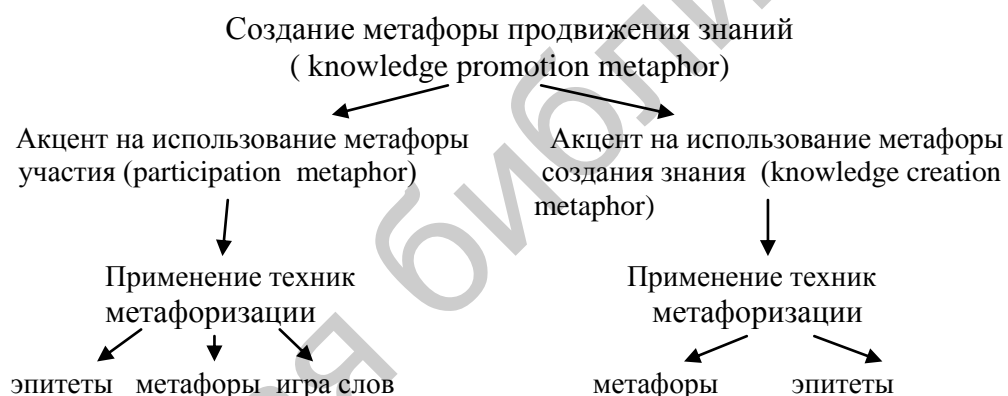 Создание метафоры продвижения знаний
( knowledge promotion metaphor)
Акцент на использование метафоры
участия (participation metaphor)
Акцент на использование метафоры
создания знания (knowledge creation
metaphor)
Применение техник
метафоризации
Применение техник
метафоризации
эпитеты метафоры игра слов
метафоры эпитеты